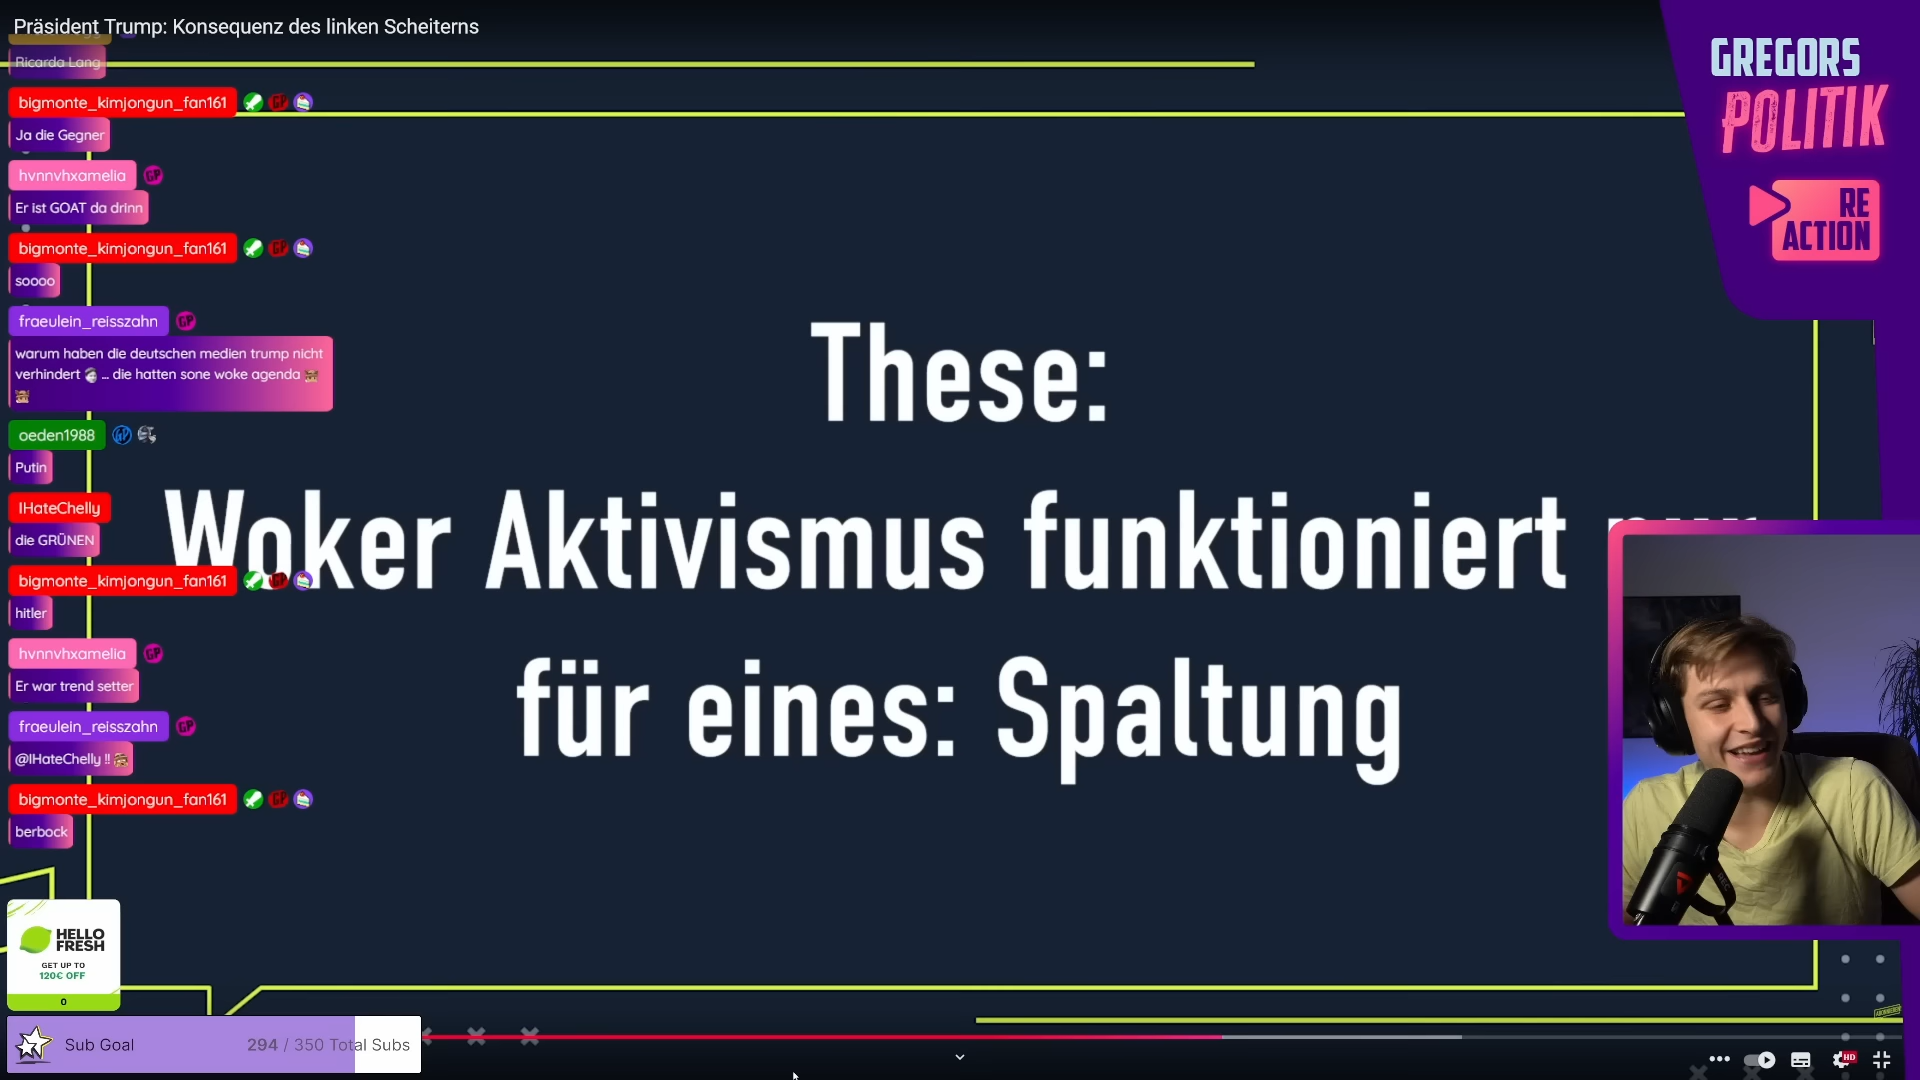 Präsident Trump: Konsequenz des linken Scheiterns
Ricarda Lang
bigmonte_kimjongun_fan161
Ja die Gegner
hvnnvhxamelia
Er ist GOAT da drinn
bigmonte_kimjongun_fan161
soooo
fraeulein_reisszahn
warum haben die deutschen medien trump nicht
verhindert ... die hatten sone woke agenda
oeden1988
Putin
IHateChelly
die GRÜNEN
bigmonte_kimjongun_fan161
hitler
hvnnvhxamelia
Er war trend setter
fraeulein_reisszahn
@IHateChelly !!
bigmonte_kimjongun_fan161
berbock
These:
Woker Aktivismus funktioniert
für eines: Spaltung
GREGORS
POLITIK
RE
ACTION
HELLO
FRESH
GET UP TO
120€ OFF
0
Sub Goal 294 / 350 Total Subs
HD